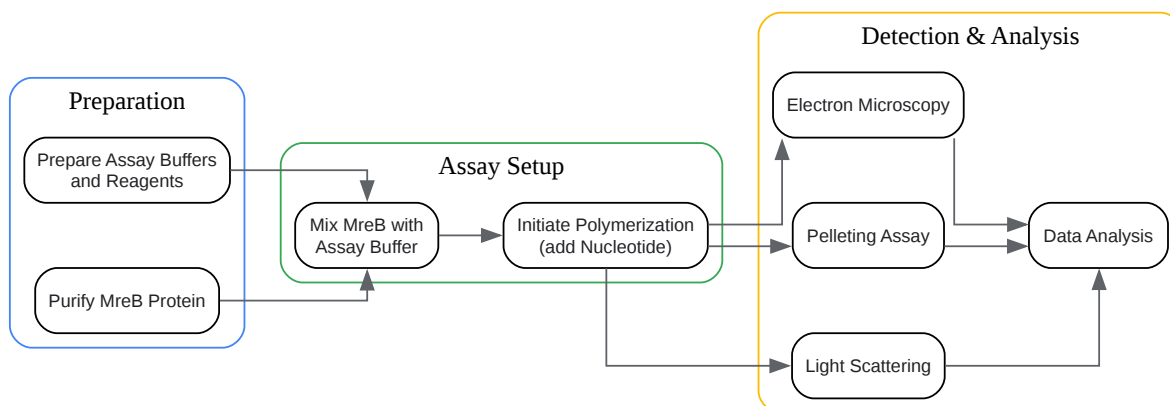 Preparation
Prepare Assay Buffers
and Reagents
Purify MreB Protein
Assay Setup
Mix MreB with
Assay Buffer
Initiate Polymerization
(add Nucleotide)
Detection & Analysis
Electron Microscopy
Pelleting Assay
Light Scattering
Data Analysis